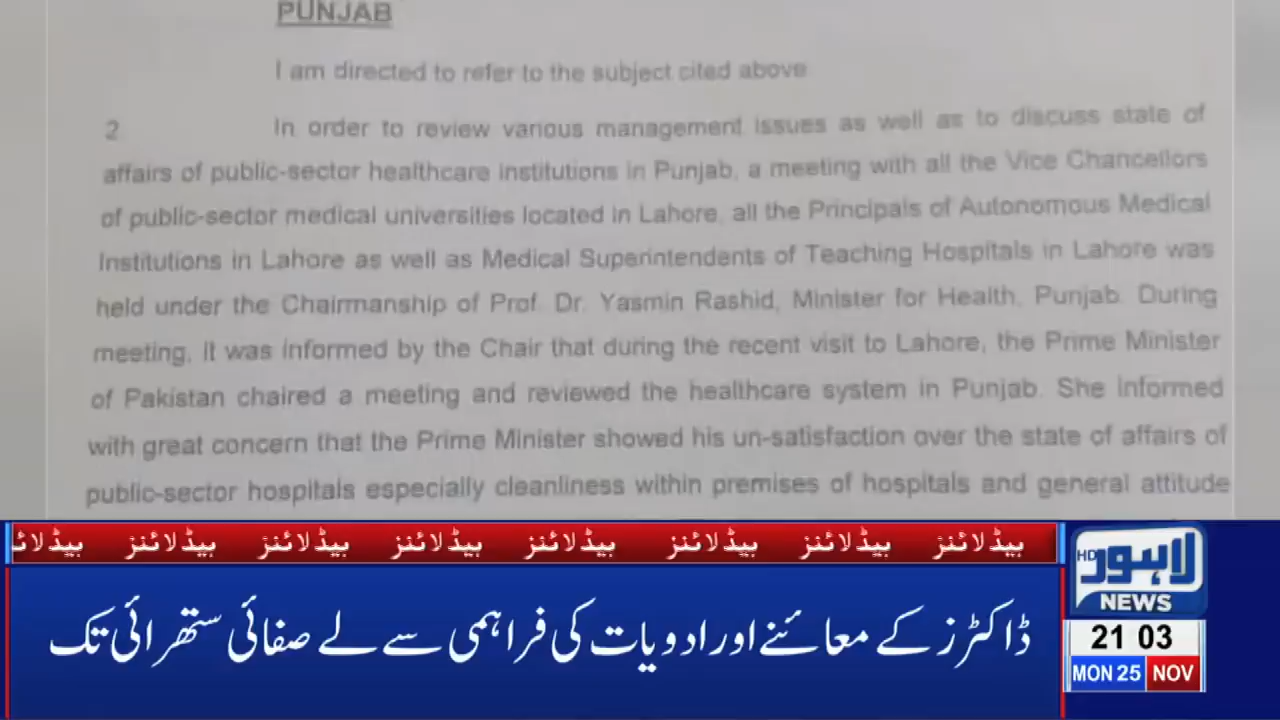 PUNJAB
I am directed to refer to the subject cited above
2 In order to review various management issues as well as to discuss state of
affairs of public-sector healthcare institutions in Punjab, a meeting with all the Vice Chancellors
of public-sector medical universities located in Lahore, all the Principals of Autonomous Medical
Institutions in Lahore as well as Medical Superintendents of Teaching Hospitals in Lahore was
held under the Chairmanship of Prof. Dr. Yasmin Rashid, Minister for Health, Punjab. During
meeting, it was informed by the Chair that during the recent visit to Lahore, the Prime Minister
of Pakistan chaired a meeting and reviewed the healthcare system in Punjab. She informed
with great concern that the Prime Minister showed his un-satisfaction over the state of affairs of
public-sector hospitals especially cleanliness within premises of hospitals and general attitude
ہیڈلائنز ہیڈلائنز ہیڈلائنز ہیڈلائنز ہیڈلائنز ہیڈلائنز ہیڈلائنز ہیڈلائ
ڈاکٹرز کے معائنے اور ادویات کی فراہمی سے لے صفائی ستھرائی تک
HD لاہور
NEWS
21 03
MON 25 NOV